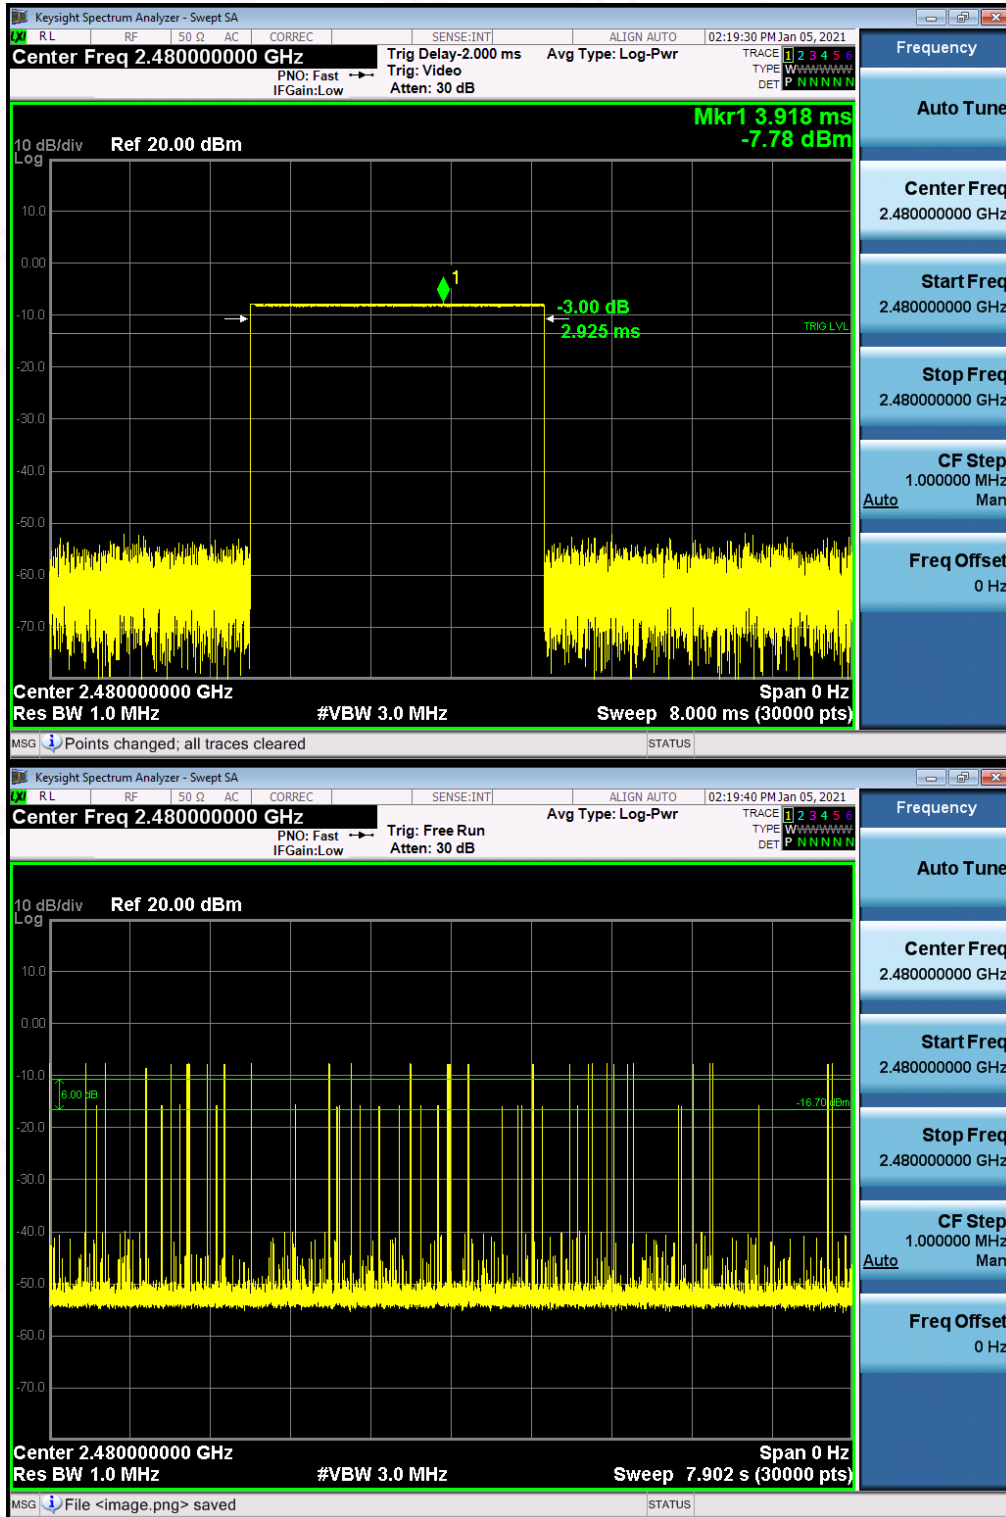 Keysight Spectrum Analyzer - Swept SA
LXI RL RF 50 Ω AC CORREC SENSE:INT ALIGN AUTO 02:19:30 PM Jan 05, 2021
Center Freq 2.480000000 GHz
PNO: Fast
IFGain:Low
Trig Delay-2.000 ms
Trig: Video
Atten: 30 dB
Avg Type: Log-Pwr
TRACE 1 2 3 4 5 6
TYPE WWWWWW
DET P N N N N N
Mkr1 3.918 ms
-7.78 dBm
10 dB/div Ref 20.00 dBm
Log
10.0
0.00
1
-3.00 dB
-10.0
2.925 ms
TRIG LVL
-20.0
-30.0
-40.0
-50.0
-60.0
-70.0
Center 2.480000000 GHz Span 0 Hz
Res BW 1.0 MHz #VBW 3.0 MHz Sweep 8.000 ms (30000 pts)
MSG Points changed; all traces cleared STATUS
Frequency
Auto Tune
Center Freq
2.480000000 GHz
Start Freq
2.480000000 GHz
Stop Freq
2.480000000 GHz
CF Step
1.000000 MHz
Auto Man
Freq Offset
0 Hz
Keysight Spectrum Analyzer - Swept SA
LXI RL RF 50 Ω AC CORREC SENSE:INT ALIGN AUTO 02:19:40 PM Jan 05, 2021
Center Freq 2.480000000 GHz
PNO: Fast
IFGain:Low
Trig: Free Run
Atten: 30 dB
Avg Type: Log-Pwr
TRACE 1 2 3 4 5 6
TYPE WWWWWW
DET P N N N N N
10 dB/div Ref 20.00 dBm
Log
10.0
0.00
-10.0
6.00 dB
-16.70 dBm
-20.0
-30.0
-40.0
-50.0
-60.0
-70.0
Center 2.480000000 GHz Span 0 Hz
Res BW 1.0 MHz #VBW 3.0 MHz Sweep 7.902 s (30000 pts)
MSG File <image.png> saved STATUS
Frequency
Auto Tune
Center Freq
2.480000000 GHz
Start Freq
2.480000000 GHz
Stop Freq
2.480000000 GHz
CF Step
1.000000 MHz
Auto Man
Freq Offset
0 Hz